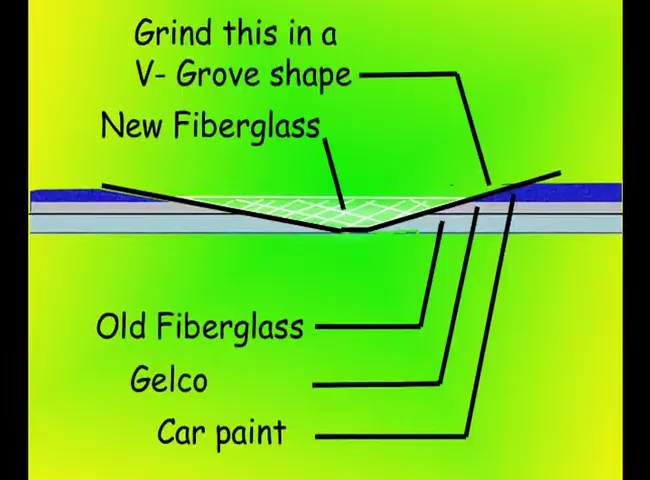 Grind this in a
V- Grove shape
New Fiberglass
Old Fiberglass
Gelco
Car paint